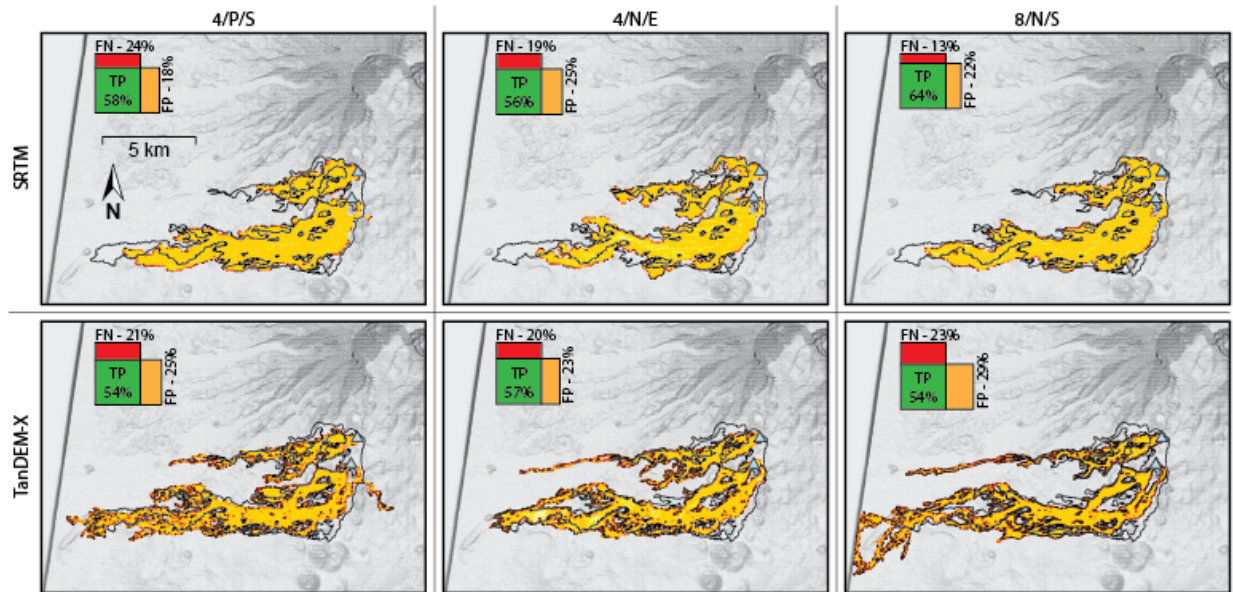 4/P/S
4/N/E
8/N/S
SRTM
FN - 24%
TP
58%
FP - 18%
5 km
N
FN - 19%
TP
56%
FP - 25%
FN - 13%
TP
64%
FP - 22%
TanDEM-X
FN - 21%
TP
54%
FP - 25%
FN - 20%
TP
57%
FP - 23%
FN - 23%
TP
54%
FP - 29%